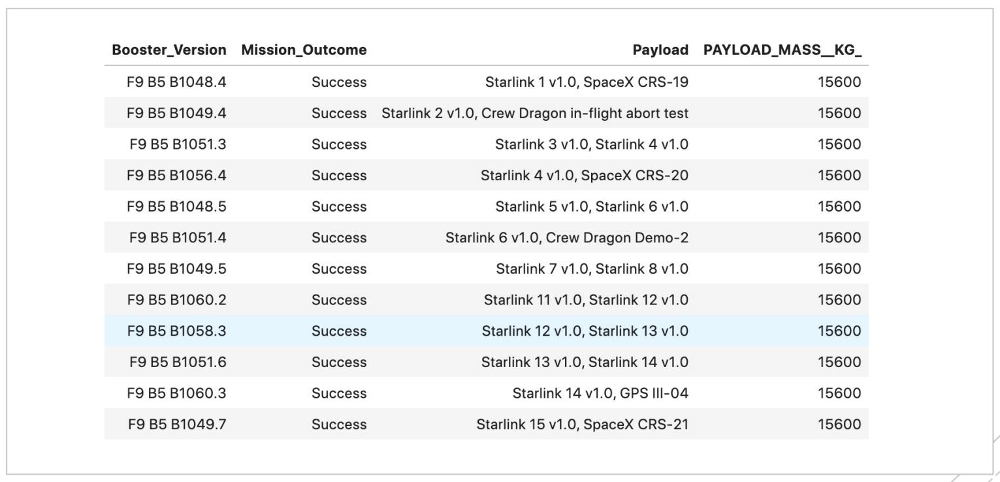 Booster_Version Mission_Outcome Payload PAYLOAD_MASS__KG_
F9 B5 B1048.4 Success Starlink 1 v1.0, SpaceX CRS-19 15600
F9 B5 B1049.4 Success Starlink 2 v1.0, Crew Dragon in-flight abort test 15600
F9 B5 B1051.3 Success Starlink 3 v1.0, Starlink 4 v1.0 15600
F9 B5 B1056.4 Success Starlink 4 v1.0, SpaceX CRS-20 15600
F9 B5 B1048.5 Success Starlink 5 v1.0, Starlink 6 v1.0 15600
F9 B5 B1051.4 Success Starlink 6 v1.0, Crew Dragon Demo-2 15600
F9 B5 B1049.5 Success Starlink 7 v1.0, Starlink 8 v1.0 15600
F9 B5 B1060.2 Success Starlink 11 v1.0, Starlink 12 v1.0 15600
F9 B5 B1058.3 Success Starlink 12 v1.0, Starlink 13 v1.0 15600
F9 B5 B1051.6 Success Starlink 13 v1.0, Starlink 14 v1.0 15600
F9 B5 B1060.3 Success Starlink 14 v1.0, GPS III-04 15600
F9 B5 B1049.7 Success Starlink 15 v1.0, SpaceX CRS-21 15600